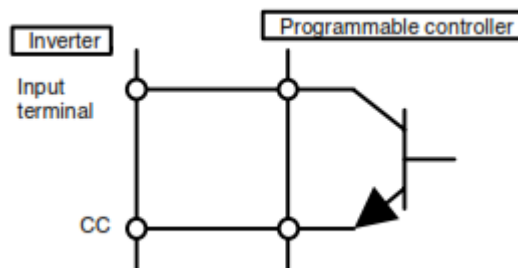 Inverter
Programmable controller
Input
terminal
CC